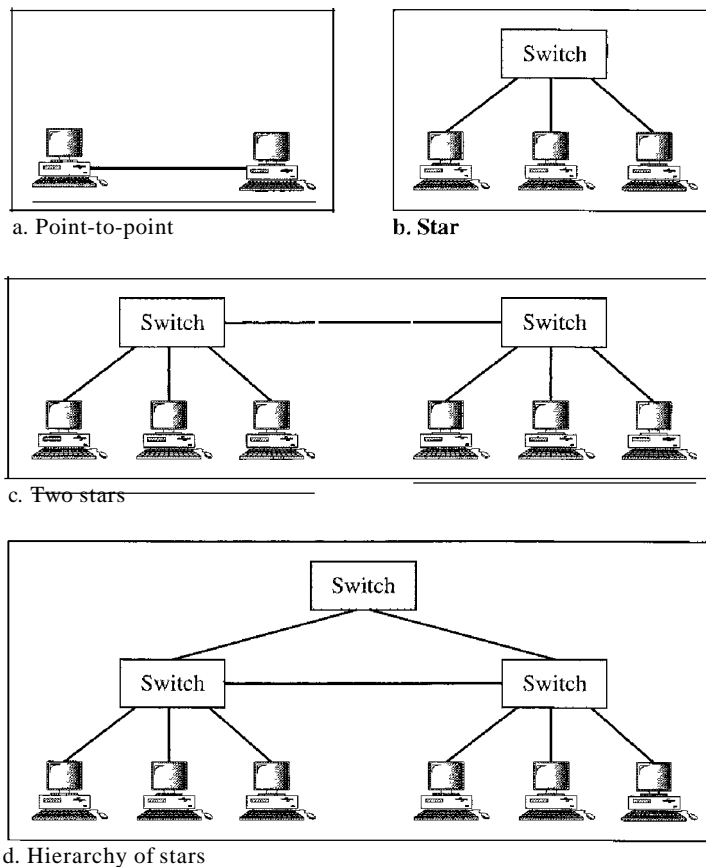 Switch
a. Point-to-point
b. Star
Switch
Switch
c. Two stars
Switch
Switch
Switch
d. Hierarchy of stars